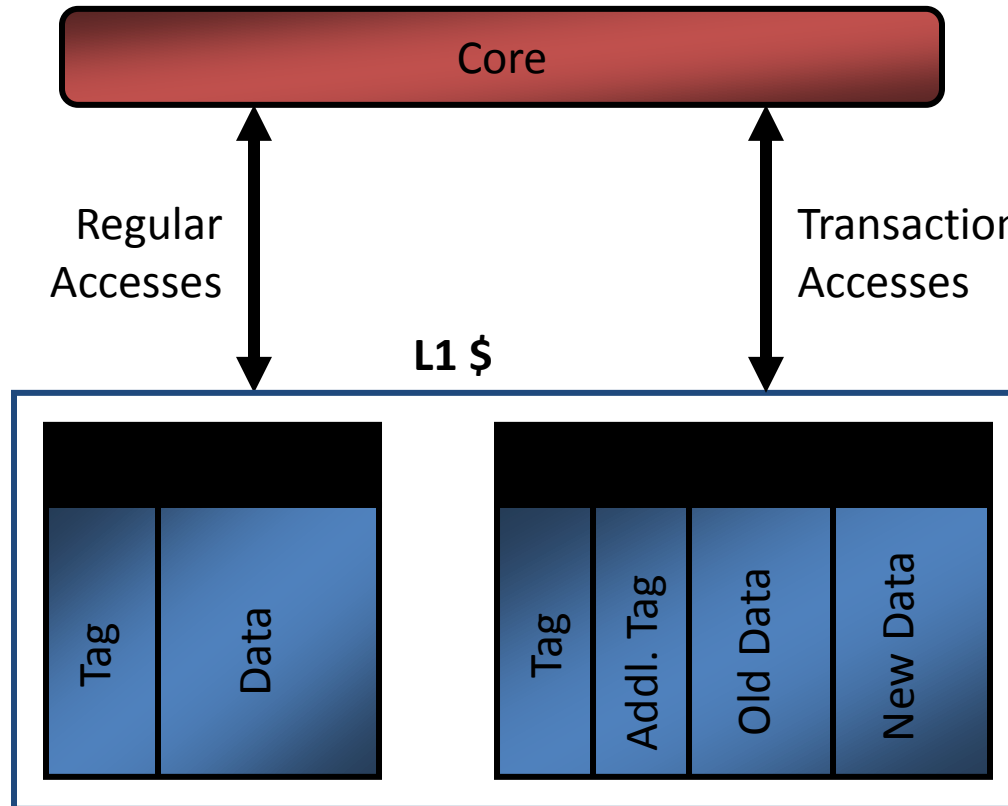 Core
Regular
Accesses
Transaction
Accesses
L1 $
Tag
Data
Tag
Addl. Tag
Old Data
New Data